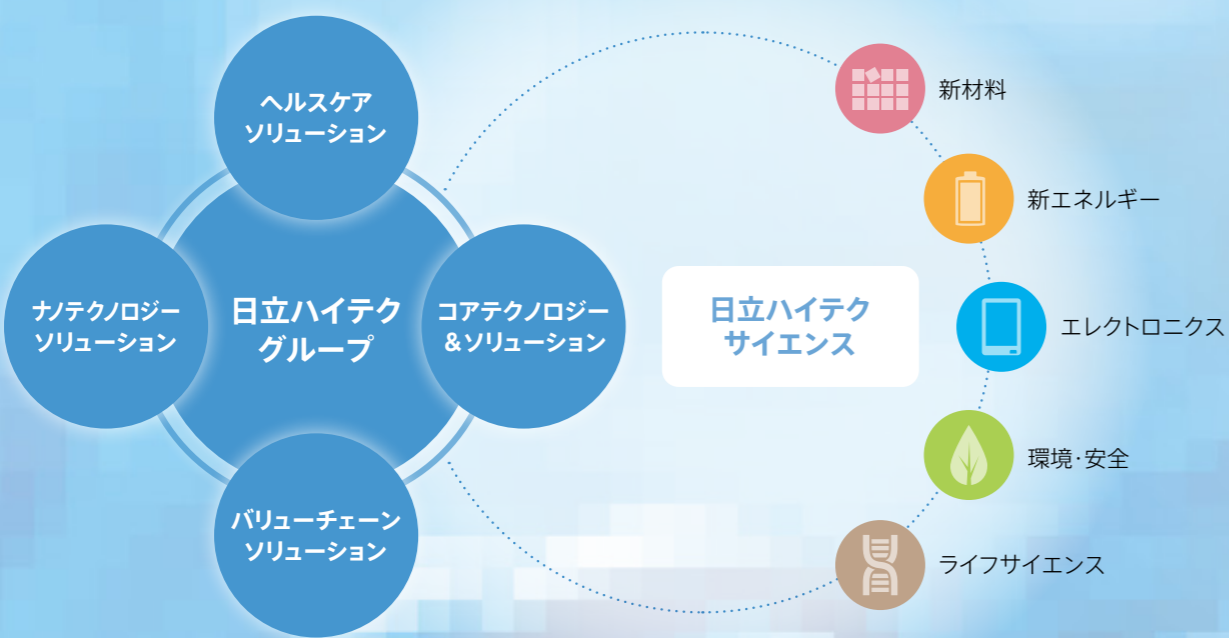 ヘルスケア
ソリューション
ナノテクノロジー
ソリューション
日立ハイテク
グループ
コアテクノロジー
&ソリューション
バリューチェーン
ソリューション
日立ハイテク
サイエンス
新材料
新エネルギー
エレクトロニクス
環境・安全
ライフサイエンス